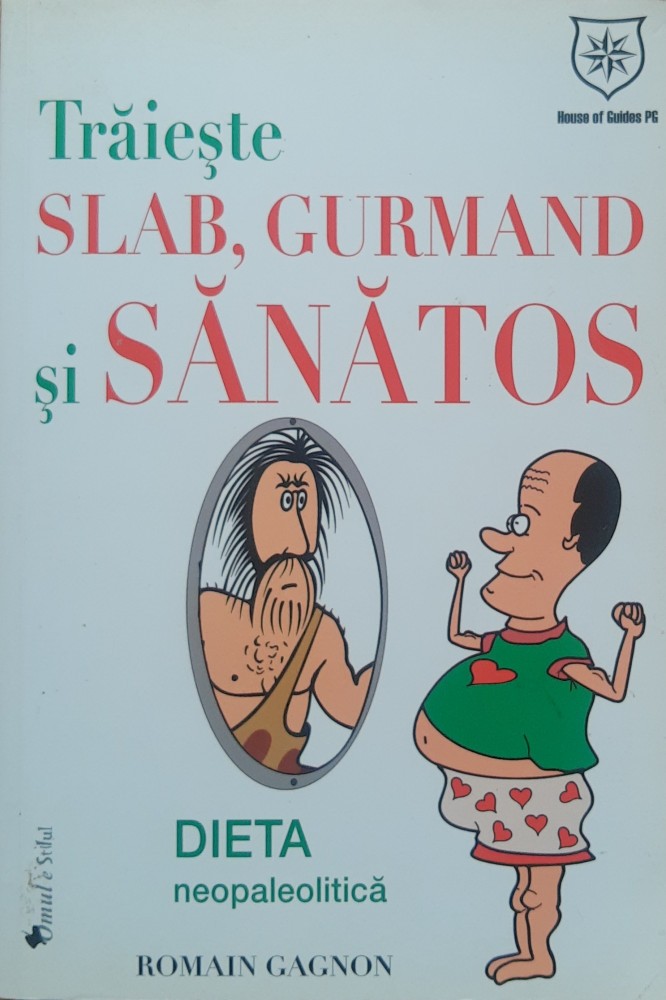 House of Guides PG
Trăieşte
SLAB, GURMAND
şi SĂNĂTOS
DIETA
neopaleolitică
Omul e Stilul
ROMAIN GAGNON